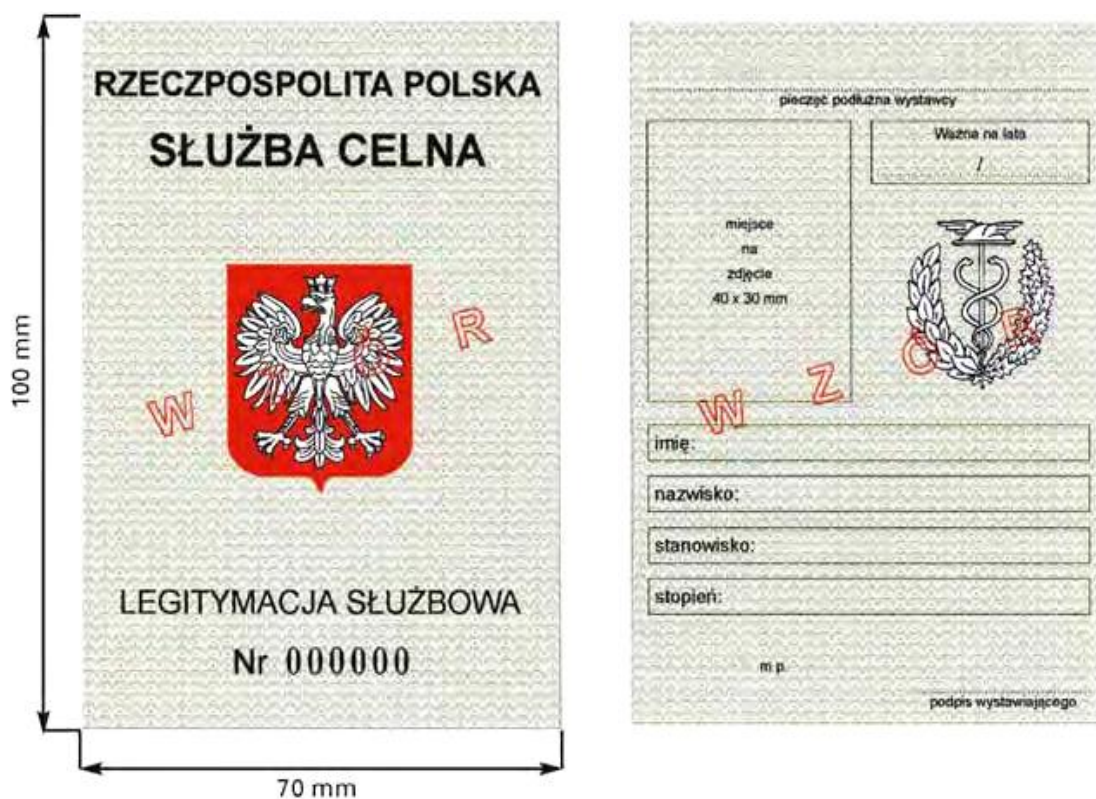 RZECZPOSPOLITA POLSKA
SŁUŻBA CELNA
W Ó R
LEGITYMACJA SŁUŻBOWA
Nr 000000
100 mm
70 mm
pieczęć podłużna wystawcy
Ważna na lata
/
miejsce
na
zdjęcie
40 x 30 mm
W Z Ó R
imię:
nazwisko:
stanowisko:
stopień:
m.p.
podpis wystawiającego